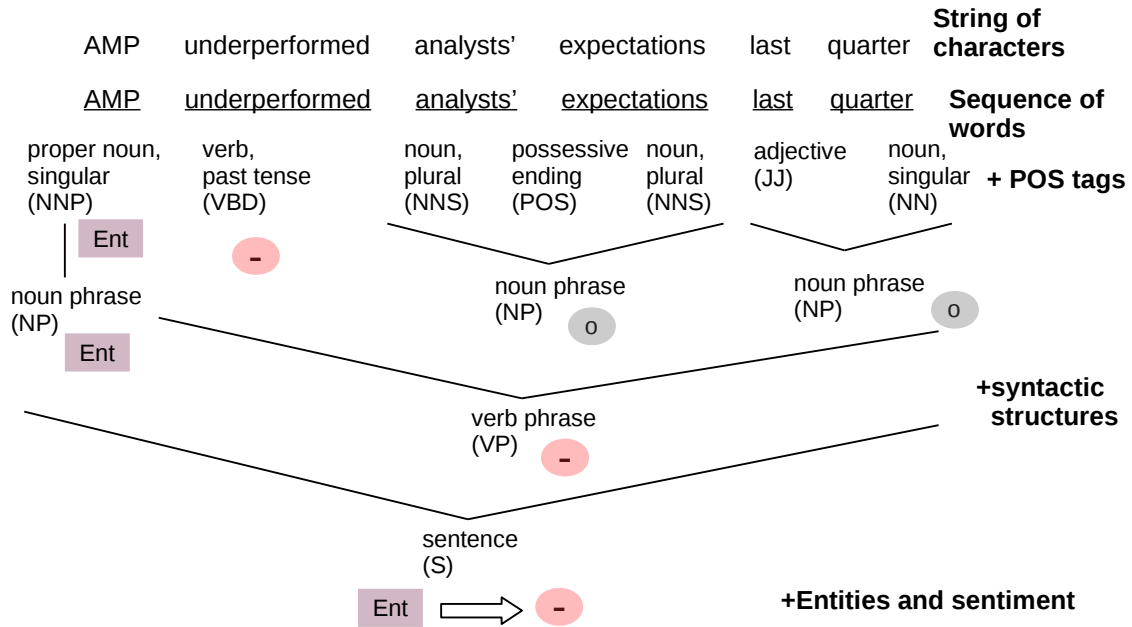 AMP underperformed analysts’ expectations last quarter String of characters
AMP underperformed analysts’ expectations last quarter Sequence of words
proper noun, singular (NNP)
verb, past tense (VBD)
noun, plural (NNS)
possessive ending (POS)
noun, plural (NNS)
adjective (JJ)
noun, singular (NN)
+ POS tags
Ent
-
noun phrase (NP)
Ent
noun phrase (NP)
o
noun phrase (NP)
o
+syntactic structures
verb phrase (VP)
-
sentence (S)
Ent
-
+Entities and sentiment